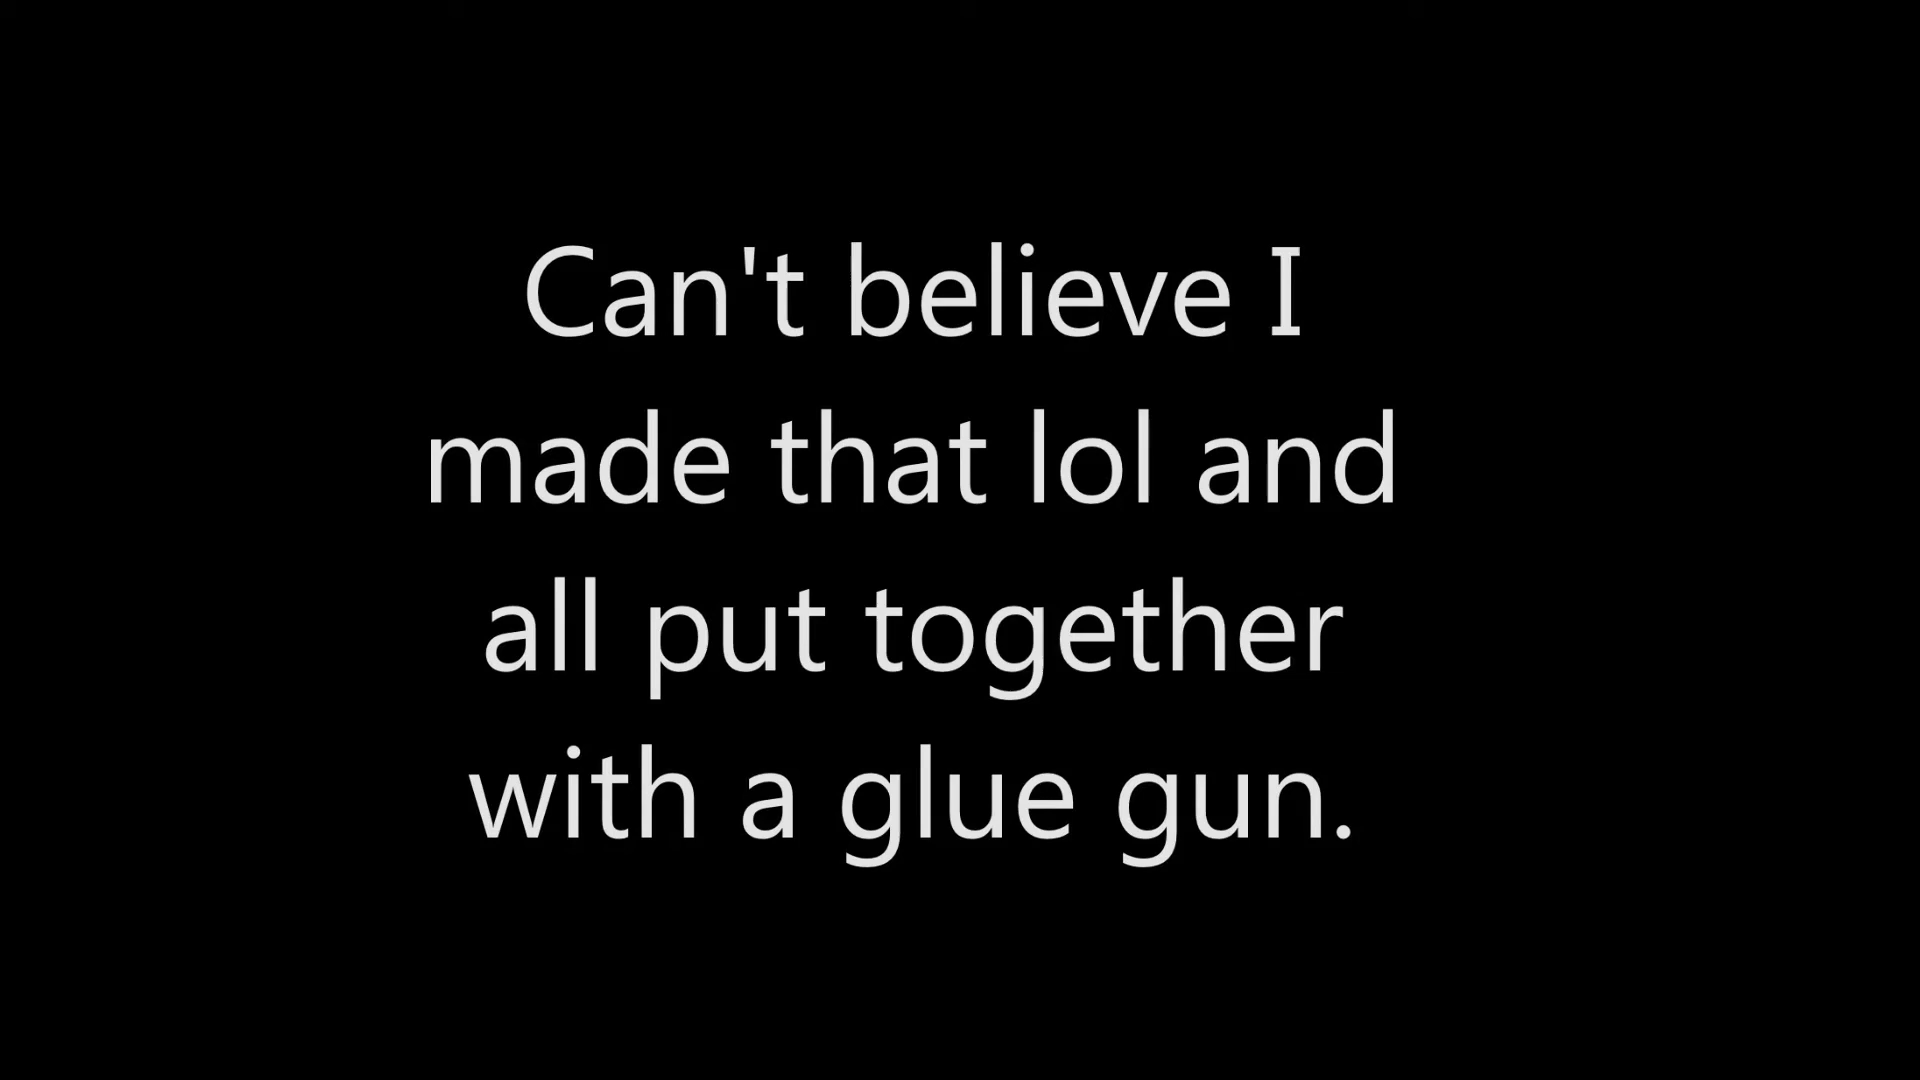 Can't believe I
made that lol and
all put together
with a glue gun.